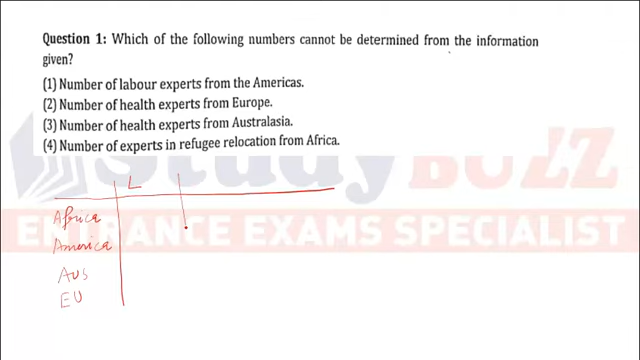 Question 1: Which of the following numbers cannot be determined from the information
given?
(1) Number of labour experts from the Americas.
(2) Number of health experts from Europe.
(3) Number of health experts from Australasia.
(4) Number of experts in refugee relocation from Africa.
StudyBUZZ
ENTRANCE EXAMS SPECIALIST
L
Africa
America
AUS
EU